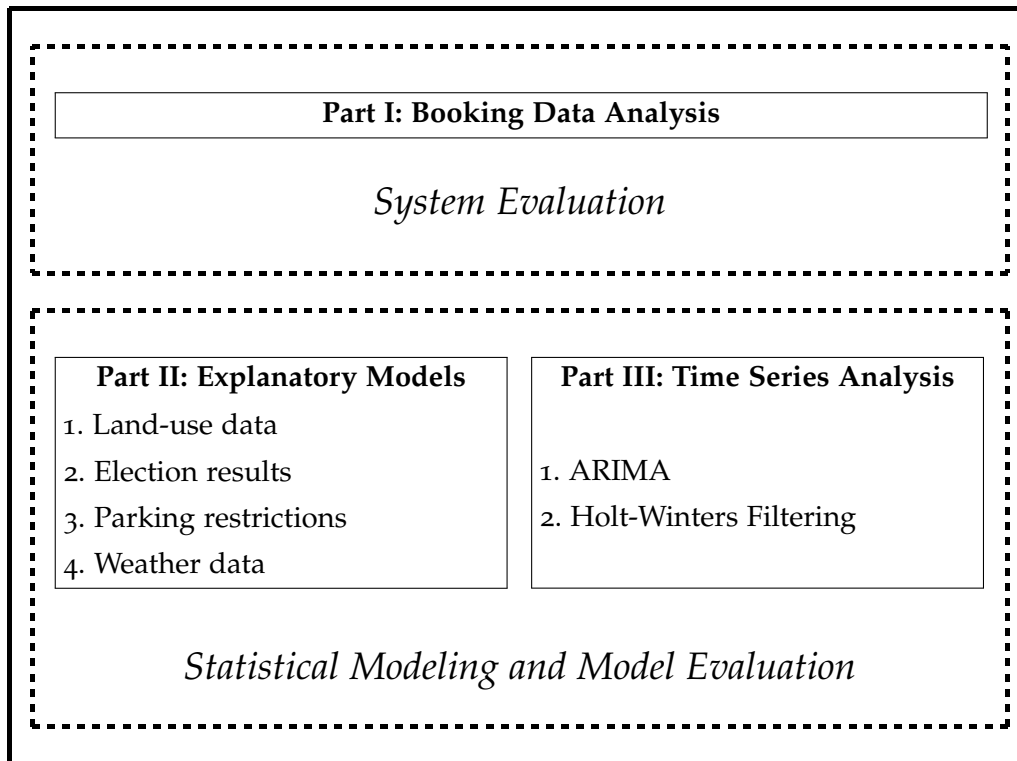 Part I: Booking Data Analysis
System Evaluation
Part II: Explanatory Models
1. Land-use data
2. Election results
3. Parking restrictions
4. Weather data
Part III: Time Series Analysis
1. ARIMA
2. Holt-Winters Filtering
Statistical Modeling and Model Evaluation